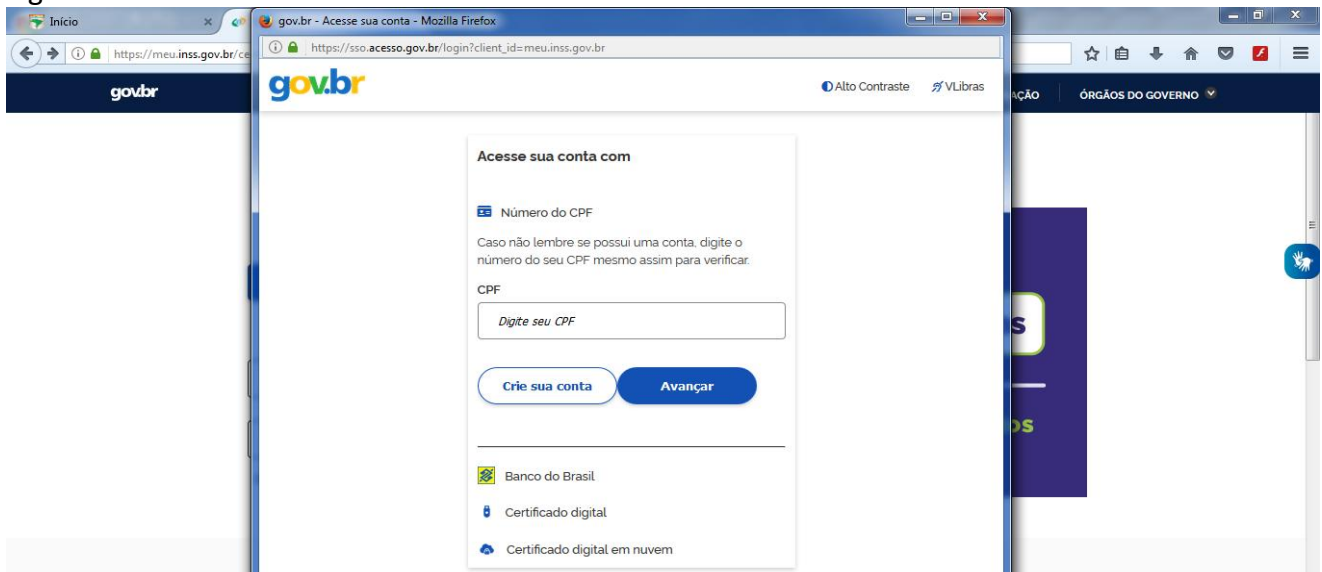 Início
gov.br - Acesse sua conta - Mozilla Firefox
https://meu.inss.gov.br/ce
https://sso.acesso.gov.br/login?client_id=meu.inss.gov.br
gov.br
gov.br
Alto Contraste
VLibras
AÇÃO
ÓRGÃOS DO GOVERNO
Acesse sua conta com
Número do CPF
Caso não lembre se possui uma conta, digite o
número do seu CPF mesmo assim para verificar.
CPF
Digite seu CPF
S
Crie sua conta
Avançar
os
Banco do Brasil
Certificado digital
Certificado digital em nuvem